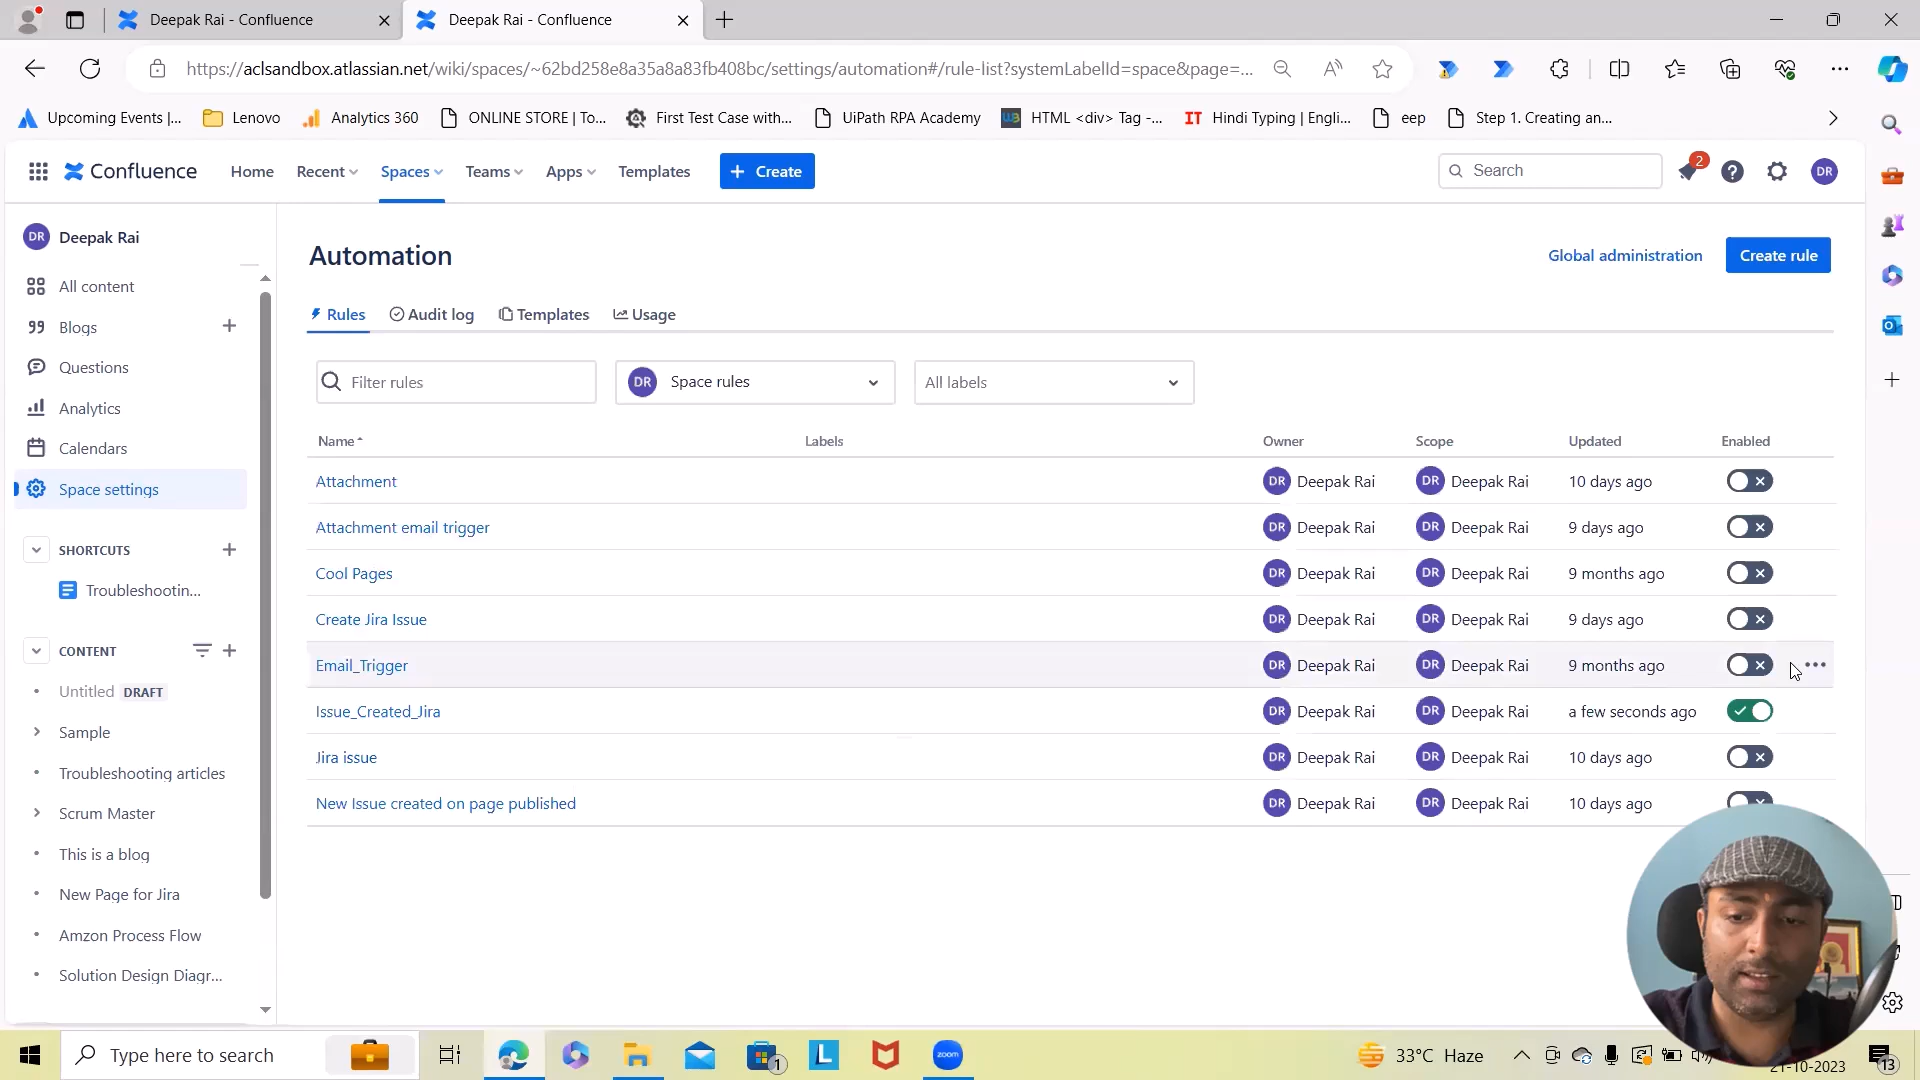 Deepak Rai - Confluence
Deepak Rai - Confluence
https://aclsandbox.atlassian.net/wiki/spaces/~62bd258e8a35a8a83fb408bc/settings/automation#/rule-list?systemLabelId=space&page=...
Upcoming Events |...
Lenovo
Analytics 360
ONLINE STORE | To...
First Test Case with...
UiPath RPA Academy
HTML <div> Tag -...
IT Hindi Typing | Engli...
eep
Step 1. Creating an...
Confluence
Home
Recent
Spaces
Teams
Apps
Templates
+ Create
Search
2
DR
DR Deepak Rai
All content
Blogs
Questions
Analytics
Calendars
Space settings
SHORTCUTS
Troubleshootin...
CONTENT
Untitled DRAFT
Sample
Troubleshooting articles
Scrum Master
This is a blog
New Page for Jira
Amzon Process Flow
Solution Design Diagr...
Automation
Global administration
Create rule
Rules
Audit log
Templates
Usage
Filter rules
DR Space rules
All labels
Name Labels Owner Scope Updated Enabled
Attachment DR Deepak Rai DR Deepak Rai 10 days ago
Attachment email trigger DR Deepak Rai DR Deepak Rai 9 days ago
Cool Pages DR Deepak Rai DR Deepak Rai 9 months ago
Create Jira Issue DR Deepak Rai DR Deepak Rai 9 days ago
Email_Trigger DR Deepak Rai DR Deepak Rai 9 months ago
Issue_Created_Jira DR Deepak Rai DR Deepak Rai a few seconds ago
Jira issue DR Deepak Rai DR Deepak Rai 10 days ago
New Issue created on page published DR Deepak Rai DR Deepak Rai 10 days ago
Type here to search
1
L
zoom
33°C Haze
21-10-2023
13